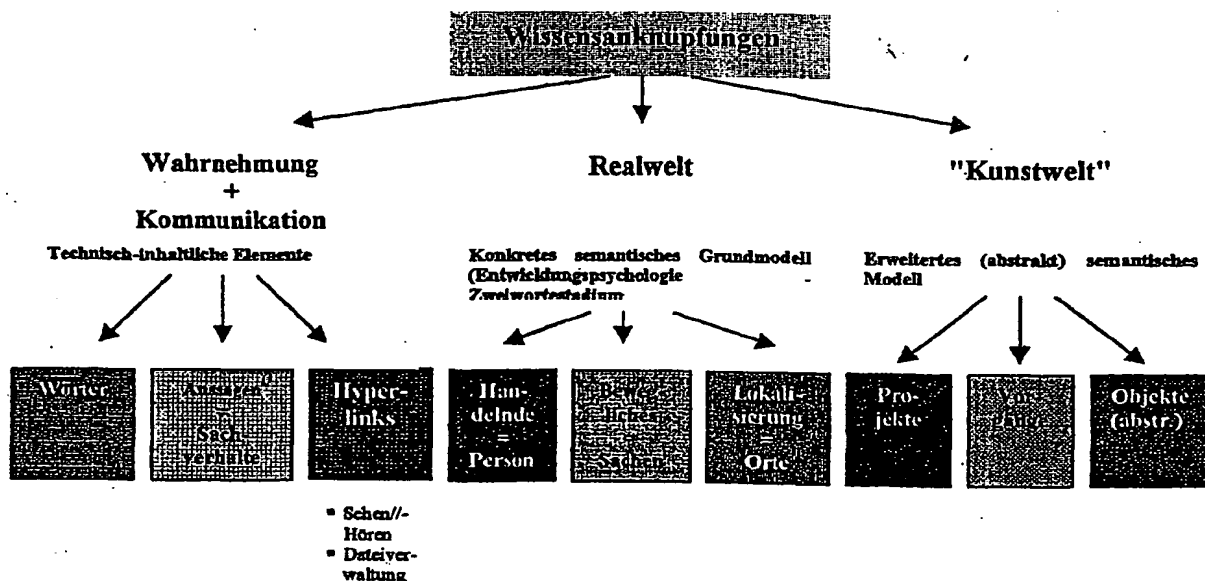 Wissensanknüpfungen
Wahrnehmung
+
Kommunikation
Technisch-inhaltliche Elemente
Realwelt
Konkretes semantisches Grundmodell
(Entwicklungspsychologie -
Zweiwortestadium
"Kunstwelt"
Erweitertes (abstrakt) semantisches
Modell
Wörter
Aussagen
=
Sach-
verhalte
Hyper-
links
Han-
delnde
=
Person
Sachen
Lokali-
sierung
=
Orte
Pro-
jekte
Objekte
(abstr.)
Sehen//-
Hören
Dateiver-
waltung